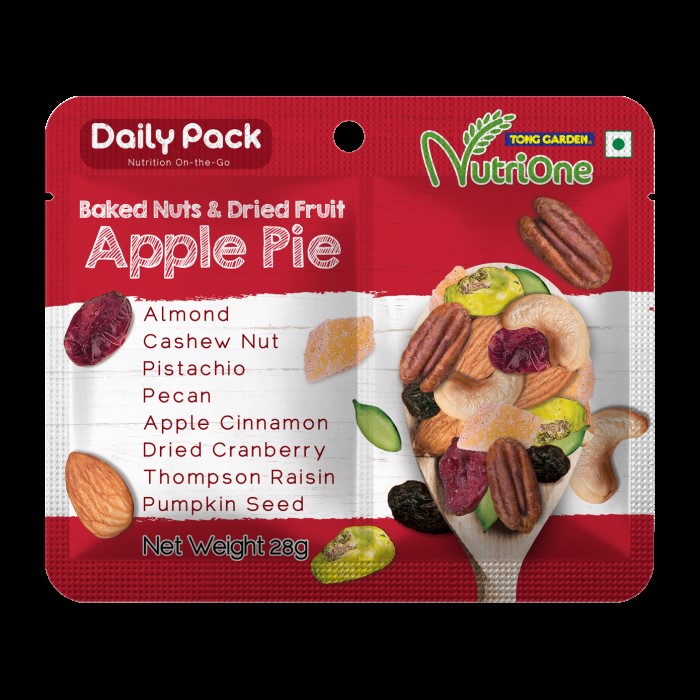 Daily Pack
Nutrition On-the-Go
TONG GARDEN
NutriOne
Baked Nuts & Dried Fruit
Apple Pie
Almond
Cashew Nut
Pistachio
Pecan
Apple Cinnamon
Dried Cranberry
Thompson Raisin
Pumpkin Seed
Net Weight 28g